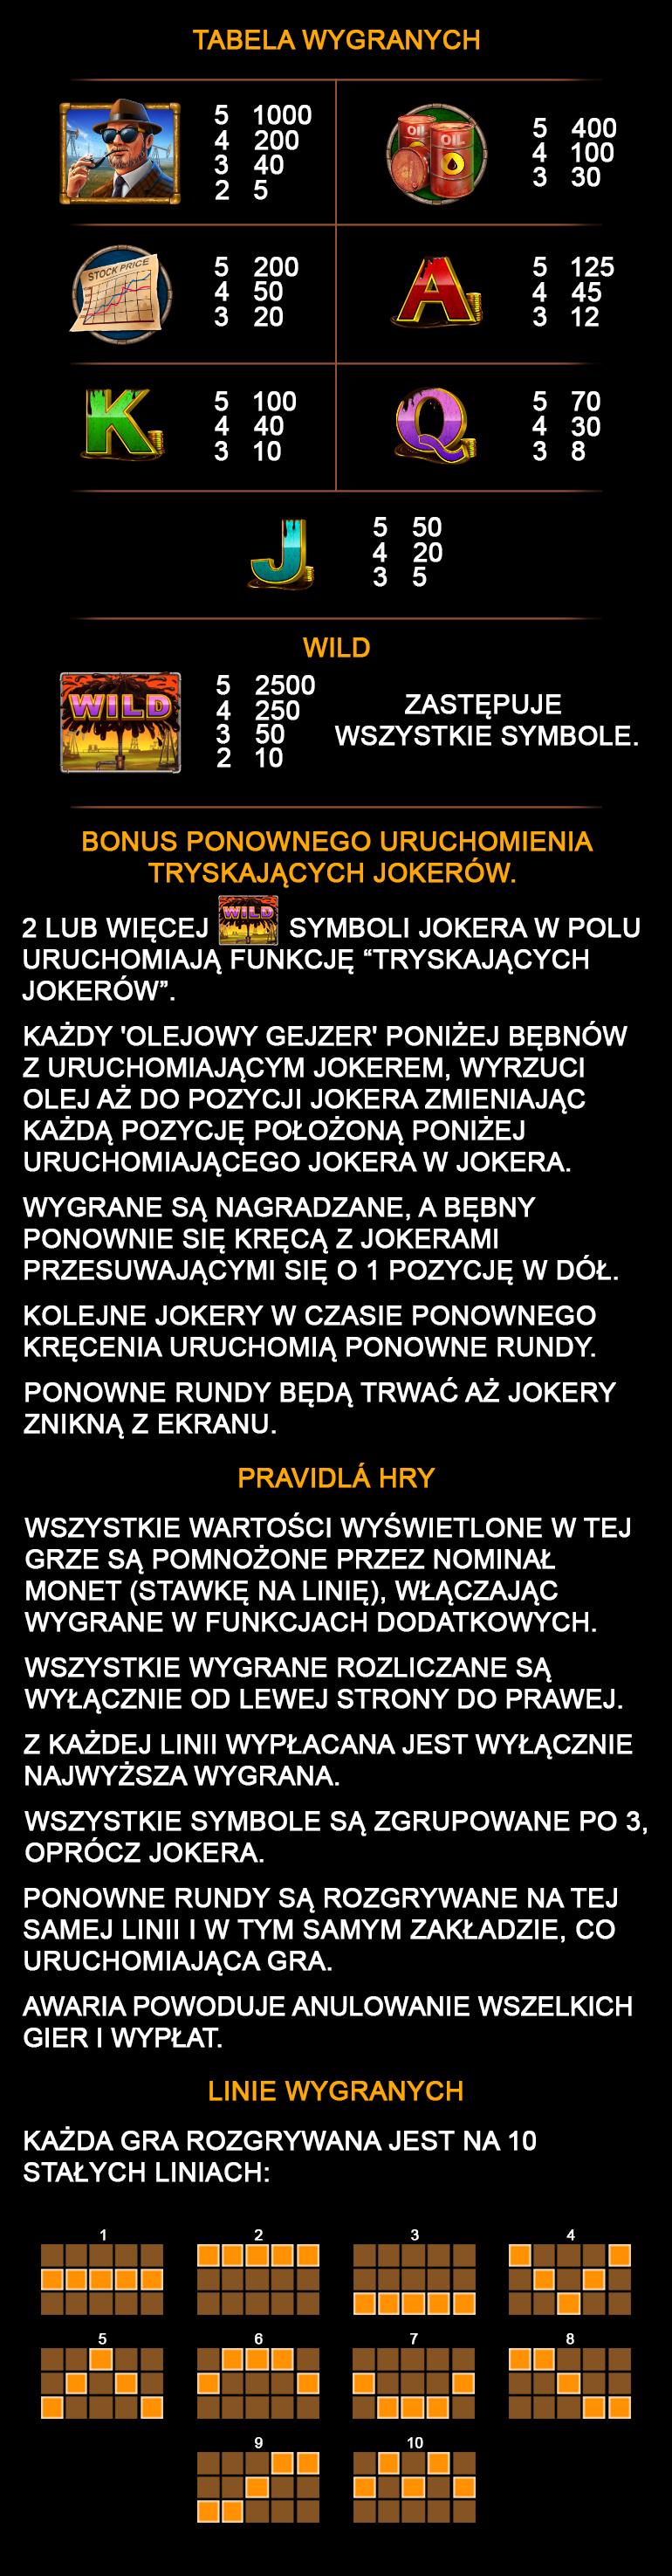 TABELA WYGRANYCH
5 1000
4 200
3 40
2 5
OIL
OIL
5 400
4 100
3 30
STOCK PRICE
5 200
4 50
3 20
A
5 125
4 45
3 12
K
5 100
4 40
3 10
Q
5 70
4 30
3 8
J
5 50
4 20
3 5
WILD
WILD
5 2500
4 250
3 50
2 10
ZASTĘPUJE
WSZYSTKIE SYMBOLE.
BONUS PONOWNEGO URUCHOMIENIA
TRYSKAJĄCYCH JOKERÓW.
2 LUB WIĘCEJ WILD SYMBOLI JOKERA W POLU
URUCHOMIAJĄ FUNKCJĘ “TRYSKAJĄCYCH
JOKERÓW”.
KAŻDY 'OLEJOWY GEJZER' PONIŻEJ BĘBNÓW
Z URUCHOMIAJĄCYM JOKEREM, WYRZUCI
OLEJ AŻ DO POZYCJI JOKERA ZMIENIAJĄC
KAŻDĄ POZYCJĘ POŁOŻONĄ PONIŻEJ
URUCHOMIAJĄCEGO JOKERA W JOKERA.
WYGRANE SĄ NAGRADZANE, A BĘBNY
PONOWNIE SIĘ KRĘCĄ Z JOKERAMI
PRZESUWAJĄCYMI SIĘ O 1 POZYCJĘ W DÓŁ.
KOLEJNE JOKERY W CZASIE PONOWNEGO
KRĘCENIA URUCHOMIĄ PONOWNE RUNDY.
PONOWNE RUNDY BĘDĄ TRWAĆ AŻ JOKERY
ZNIKNĄ Z EKRANU.
PRAVIDLÁ HRY
WSZYSTKIE WARTOŚCI WYŚWIETLONE W TEJ
GRZE SĄ POMNOŻONE PRZEZ NOMINAŁ
MONET (STAWKĘ NA LINIĘ), WŁĄCZAJĄC
WYGRANE W FUNKCJACH DODATKOWYCH.
WSZYSTKIE WYGRANE ROZLICZANE SĄ
WYŁĄCZNIE OD LEWEJ STRONY DO PRAWEJ.
Z KAŻDEJ LINII WYPŁACANA JEST WYŁĄCZNIE
NAJWYŻSZA WYGRANA.
WSZYSTKIE SYMBOLE SĄ ZGRUPOWANE PO 3,
OPRÓCZ JOKERA.
PONOWNE RUNDY SĄ ROZGRYWANE NA TEJ
SAMEJ LINII I W TYM SAMYM ZAKŁADZIE, CO
URUCHOMIAJĄCA GRA.
AWARIA POWODUJE ANULOWANIE WSZELKICH
GIER I WYPŁAT.
LINIE WYGRANYCH
KAŻDA GRA ROZGRYWANA JEST NA 10
STAŁYCH LINIACH:
1 2 3 4
5 6 7 8
9 10